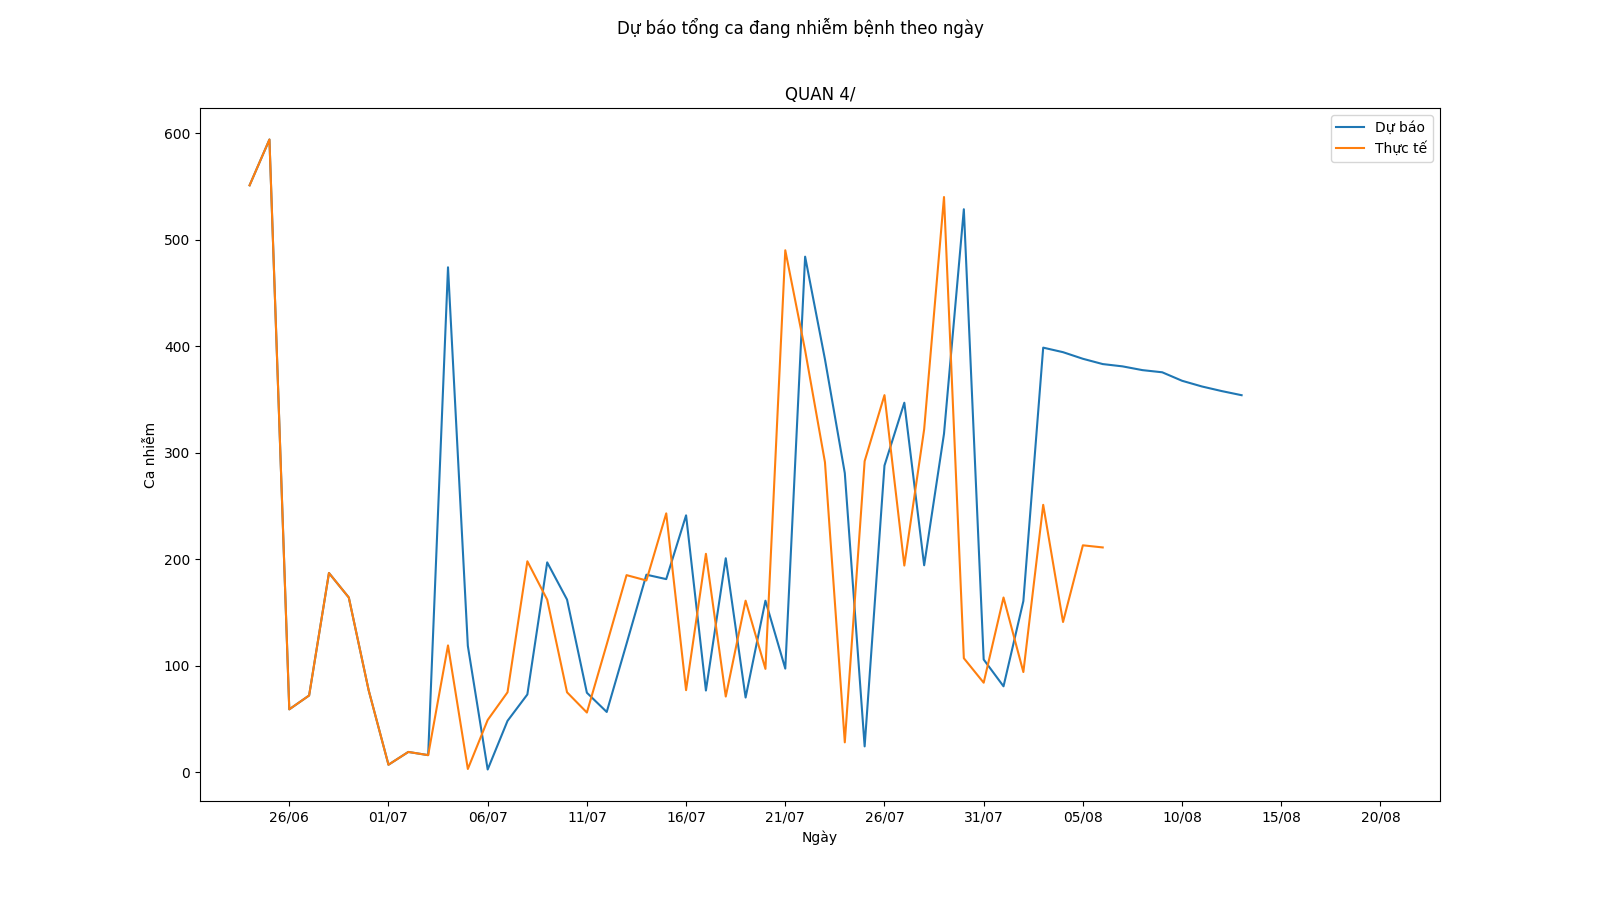 Dự báo tổng ca đang nhiễm bệnh theo ngày
QUAN 4/
Dự báo
Thực tế
600
500
400
300
200
100
0
Ca nhiễm
26/06 01/07 06/07 11/07 16/07 21/07 26/07 31/07 05/08 10/08 15/08 20/08
Ngày